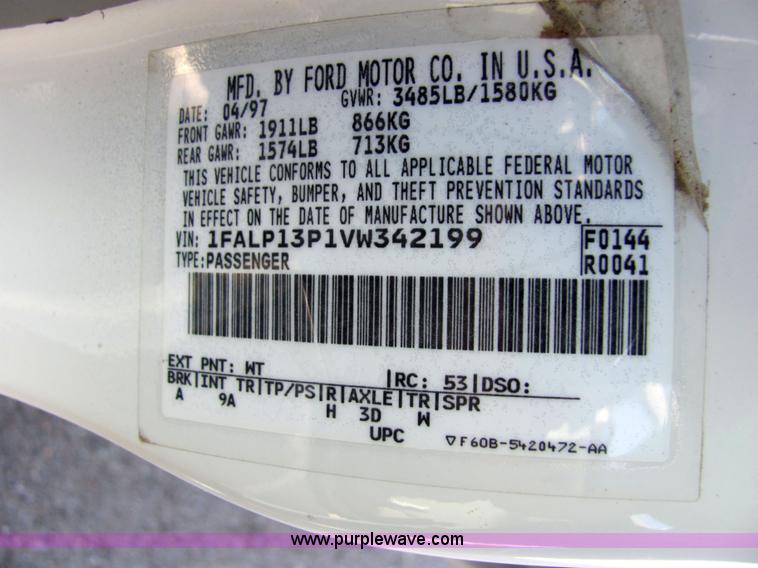 MFD. BY FORD MOTOR CO. IN U.S.A.
DATE: 04/97 GVWR: 3485LB/1580KG
FRONT GAWR: 1911LB 866KG
REAR GAWR: 1574LB 713KG
THIS VEHICLE CONFORMS TO ALL APPLICABLE FEDERAL MOTOR
VEHICLE SAFETY, BUMPER, AND THEFT PREVENTION STANDARDS
IN EFFECT ON THE DATE OF MANUFACTURE SHOWN ABOVE.
VIN: 1FALP13P1VW342199 F0144
TYPE:PASSENGER R0041
EXT PNT: WT |RC: 53|DSO:
BRK|INT TR|TP/PS|R|AXLE|TR|SPR
A 9A H 3D W
UPC ▽F60B-5420472-AA
www.purplewave.com